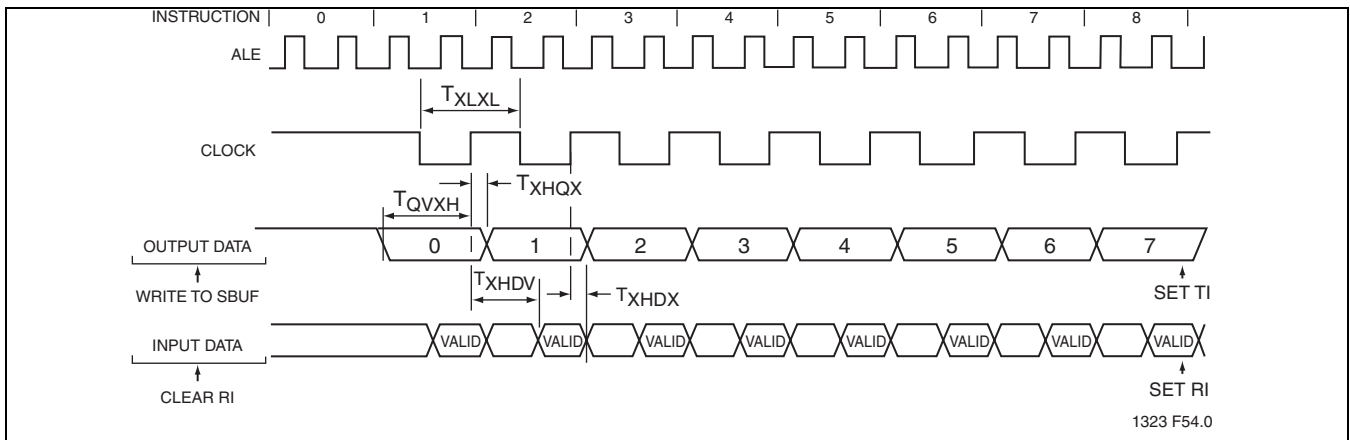 INSTRUCTION 0 1 2 3 4 5 6 7 8
ALE
TXLXL
CLOCK
TXHQX
TQVXH
OUTPUT DATA 0 1 2 3 4 5 6 7
WRITE TO SBUF
TXHDV
TXHDX
SET TI
INPUT DATA VALID VALID VALID VALID VALID VALID VALID VALID
CLEAR RI
SET RI
1323 F54.0